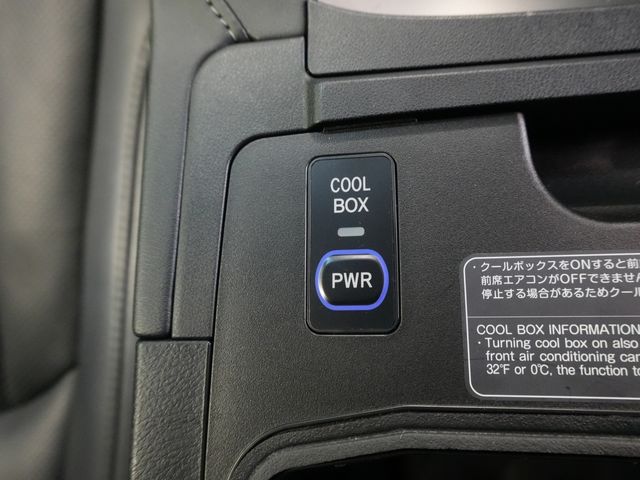 COOL
BOX
PWR
・クールボックスをONすると前
前席エアコンがOFFできません
停止する場合があるためクール
COOL BOX INFORMATION
・Turning cool box on also
front air conditioning can
32°F or 0℃, the function to